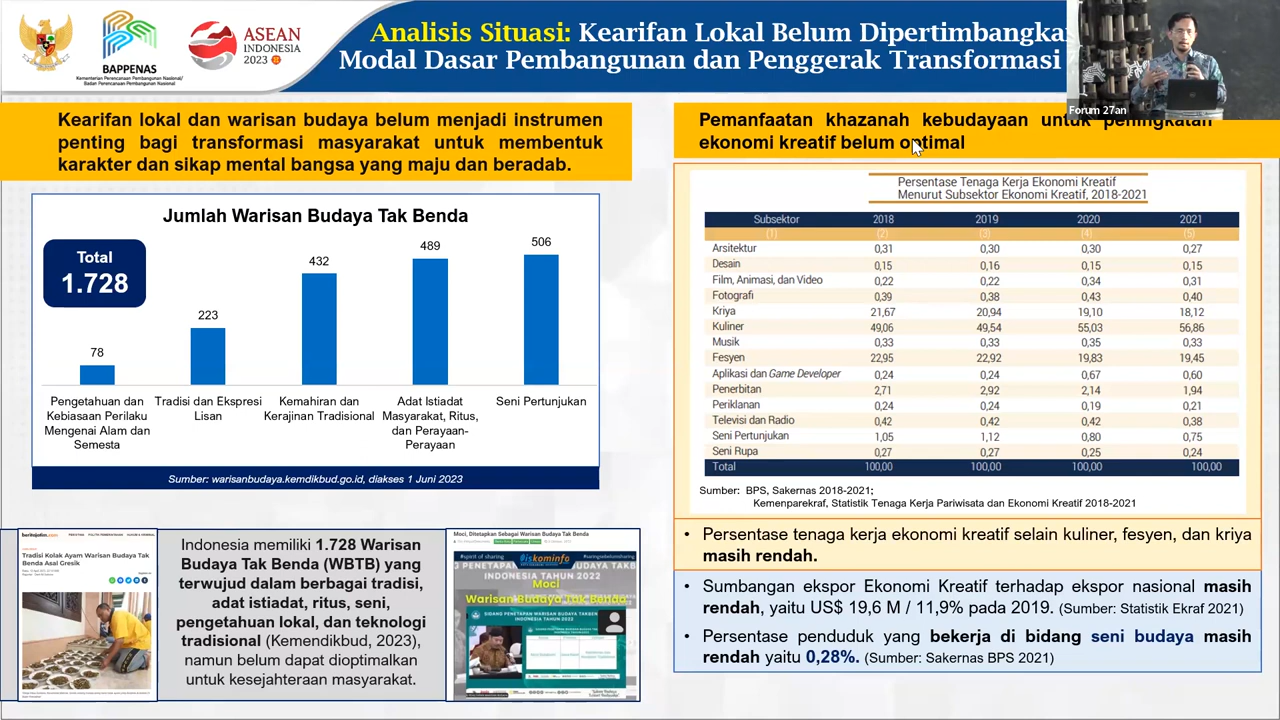 BAPPENAS
Kementerian Perencanaan Pembangunan Nasional/
Badan Perencanaan Pembangunan Nasional
ASEAN
INDONESIA
2023
Analisis Situasi: Kearifan Lokal Belum Dipertimbangka
Modal Dasar Pembangunan dan Penggerak Transformasi
Forum 27an
Kearifan lokal dan warisan budaya belum menjadi instrumen
penting bagi transformasi masyarakat untuk membentuk
karakter dan sikap mental bangsa yang maju dan beradab.
Jumlah Warisan Budaya Tak Benda
Total
1.728
78
223
432
489
506
Pengetahuan dan
Kebiasaan Perilaku
Mengenai Alam dan
Semesta
Tradisi dan Ekspresi
Lisan
Kemahiran dan
Kerajinan Tradisional
Adat Istiadat
Masyarakat, Ritus,
dan Perayaan-
Perayaan
Seni Pertunjukan
Sumber: warisanbudaya.kemdikbud.go.id, diakses 1 Juni 2023
beritajatim.com
Tradisi Kolak Ayam Warisan Budaya Tak
Benda Asal Gresik
Indonesia memiliki 1.728 Warisan
Budaya Tak Benda (WBTB) yang
terwujud dalam berbagai tradisi,
adat istiadat, ritus, seni,
pengetahuan lokal, dan teknologi
tradisional (Kemendikbud, 2023),
namun belum dapat dioptimalkan
untuk kesejahteraan masyarakat.
Moci, Ditetapkan Sebagai Warisan Budaya Tak Benda
#spirit of sharing
@iskominfo
#savingisbelongshare
G PENETAPAN
INDONESIA TAHUN 2022
Moci
Warisan Budaya Tak Benda
SIDANG PENETAPAN WARISAN BUDAYA TAKBENDA
INDONESIA TAHUN 2022
Pemanfaatan khazanah kebudayaan untuk peningkatan
ekonomi kreatif belum optimal
Persentase Tenaga Kerja Ekonomi Kreatif
Menurut Subsektor Ekonomi Kreatif, 2018-2021
Subsektor 2018 2019 2020 2021
(1) (2) (3) (4) (5)
Arsitektur 0,31 0,30 0,30 0,27
Desain 0,15 0,16 0,15 0,15
Film, Animasi, dan Video 0,22 0,22 0,34 0,31
Fotografi 0,39 0,38 0,43 0,40
Kriya 21,67 20,94 19,10 18,12
Kuliner 49,06 49,54 55,03 56,86
Musik 0,33 0,33 0,35 0,33
Fesyen 22,95 22,92 19,83 19,45
Aplikasi dan Game Developer 0,24 0,24 0,67 0,60
Penerbitan 2,71 2,92 2,14 1,94
Periklanan 0,24 0,24 0,19 0,21
Televisi dan Radio 0,42 0,42 0,42 0,38
Seni Pertunjukan 1,05 1,12 0,80 0,75
Seni Rupa 0,27 0,27 0,25 0,24
Total 100,00 100,00 100,00 100,00
Sumber: BPS, Sakernas 2018-2021;
Kemenparekraf, Statistik Tenaga Kerja Pariwisata dan Ekonomi Kreatif 2018-2021
• Persentase tenaga kerja ekonomi kreatif selain kuliner, fesyen, dan kriya
masih rendah.
• Sumbangan ekspor Ekonomi Kreatif terhadap ekspor nasional masih
rendah, yaitu US$ 19,6 M / 11,9% pada 2019. (Sumber: Statistik Ekraf 2021)
• Persentase penduduk yang bekerja di bidang seni budaya masih
rendah yaitu 0,28%. (Sumber: Sakernas BPS 2021)